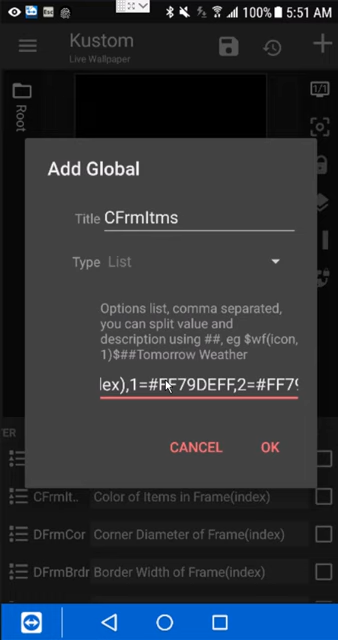 100% 5:51 AM
Kustom
Live Wallpaper
1/1
Root
Add Global
Title CFrmItms
Type List
Options list, comma separated,
you can split value and
description using ##, eg $wf(icon,
1)$##Tomorrow Weather
lex),1=#FF79DEFF,2=#FF79
CANCEL OK
ER
CFrmIt.. Color of Items in Frame(index)
DFrmCor Corner Diameter of Frame(index)
DFrmBrdr Border Width of Frame(index)